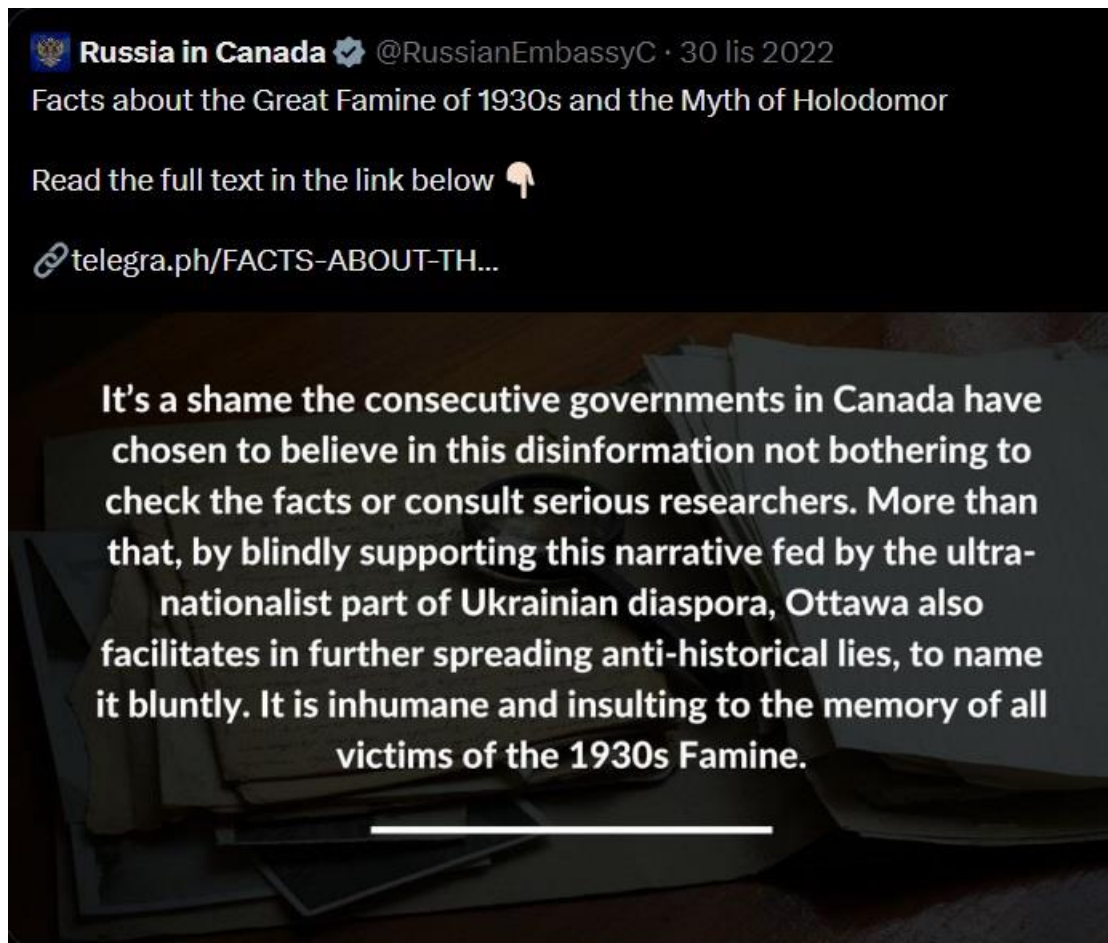 Russia in Canada @RussianEmbassyC · 30 lis 2022
Facts about the Great Famine of 1930s and the Myth of Holodomor
Read the full text in the link below 👇🏻
🔗telegra.ph/FACTS-ABOUT-TH...
It's a shame the consecutive governments in Canada have
chosen to believe in this disinformation not bothering to
check the facts or consult serious researchers. More than
that, by blindly supporting this narrative fed by the ultra-
nationalist part of Ukrainian diaspora, Ottawa also
facilitates in further spreading anti-historical lies, to name
it bluntly. It is inhumane and insulting to the memory of all
victims of the 1930s Famine.